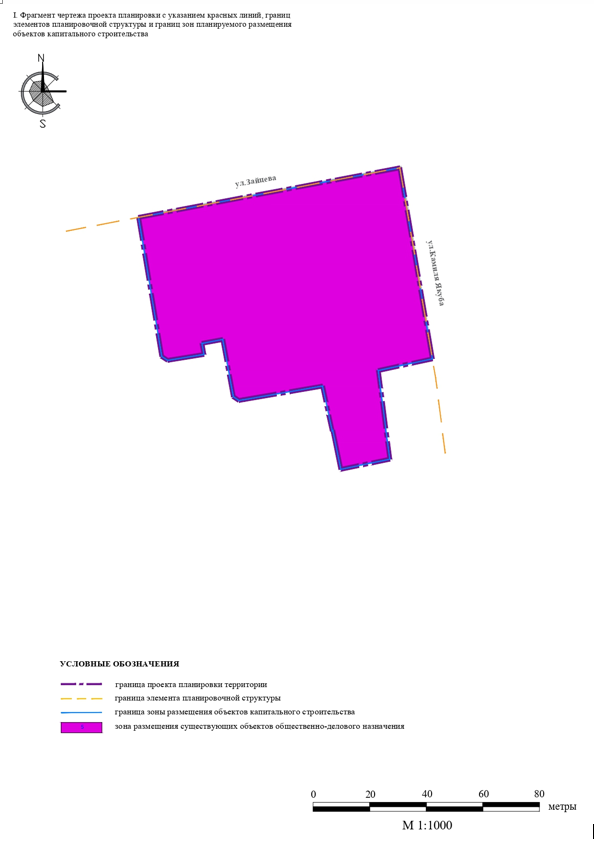 I. Фрагмент чертежа проекта планировки с указанием красных линий, границ
элементов планировочной структуры и границ зон планируемого размещения
объектов капитального строительства
N
S
ул.Зайцева
ул.Камиля Якуба
УСЛОВНЫЕ ОБОЗНАЧЕНИЯ
граница проекта планировки территории
граница элемента планировочной структуры
граница зоны размещения объектов капитального строительства
зона размещения существующих объектов общественно-делового назначения
0 20 40 60 80
метры
М 1:1000